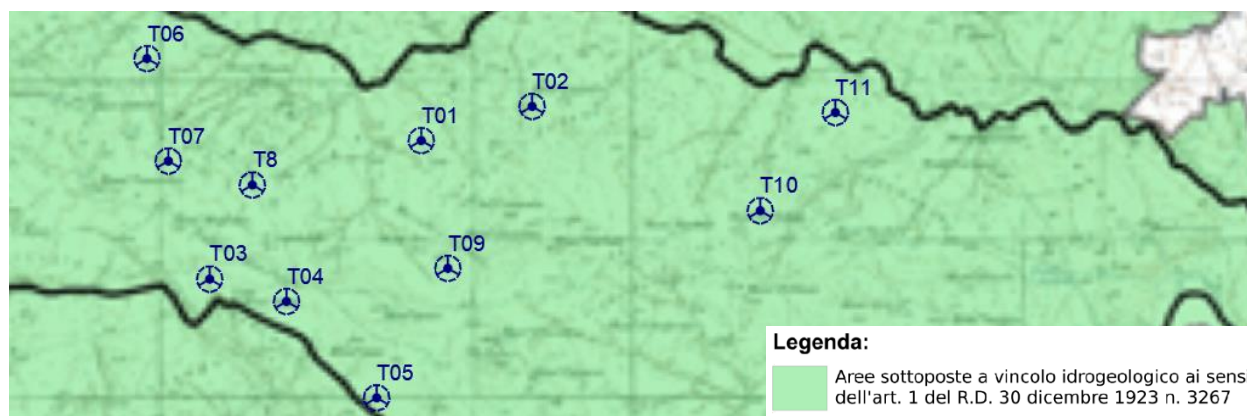 T06
T02
T11
T01
T07
T8
T10
T09
T03
T04
T05
Legenda:
Aree sottoposte a vincolo idrogeologico ai sens
dell'art. 1 del R.D. 30 dicembre 1923 n. 3267